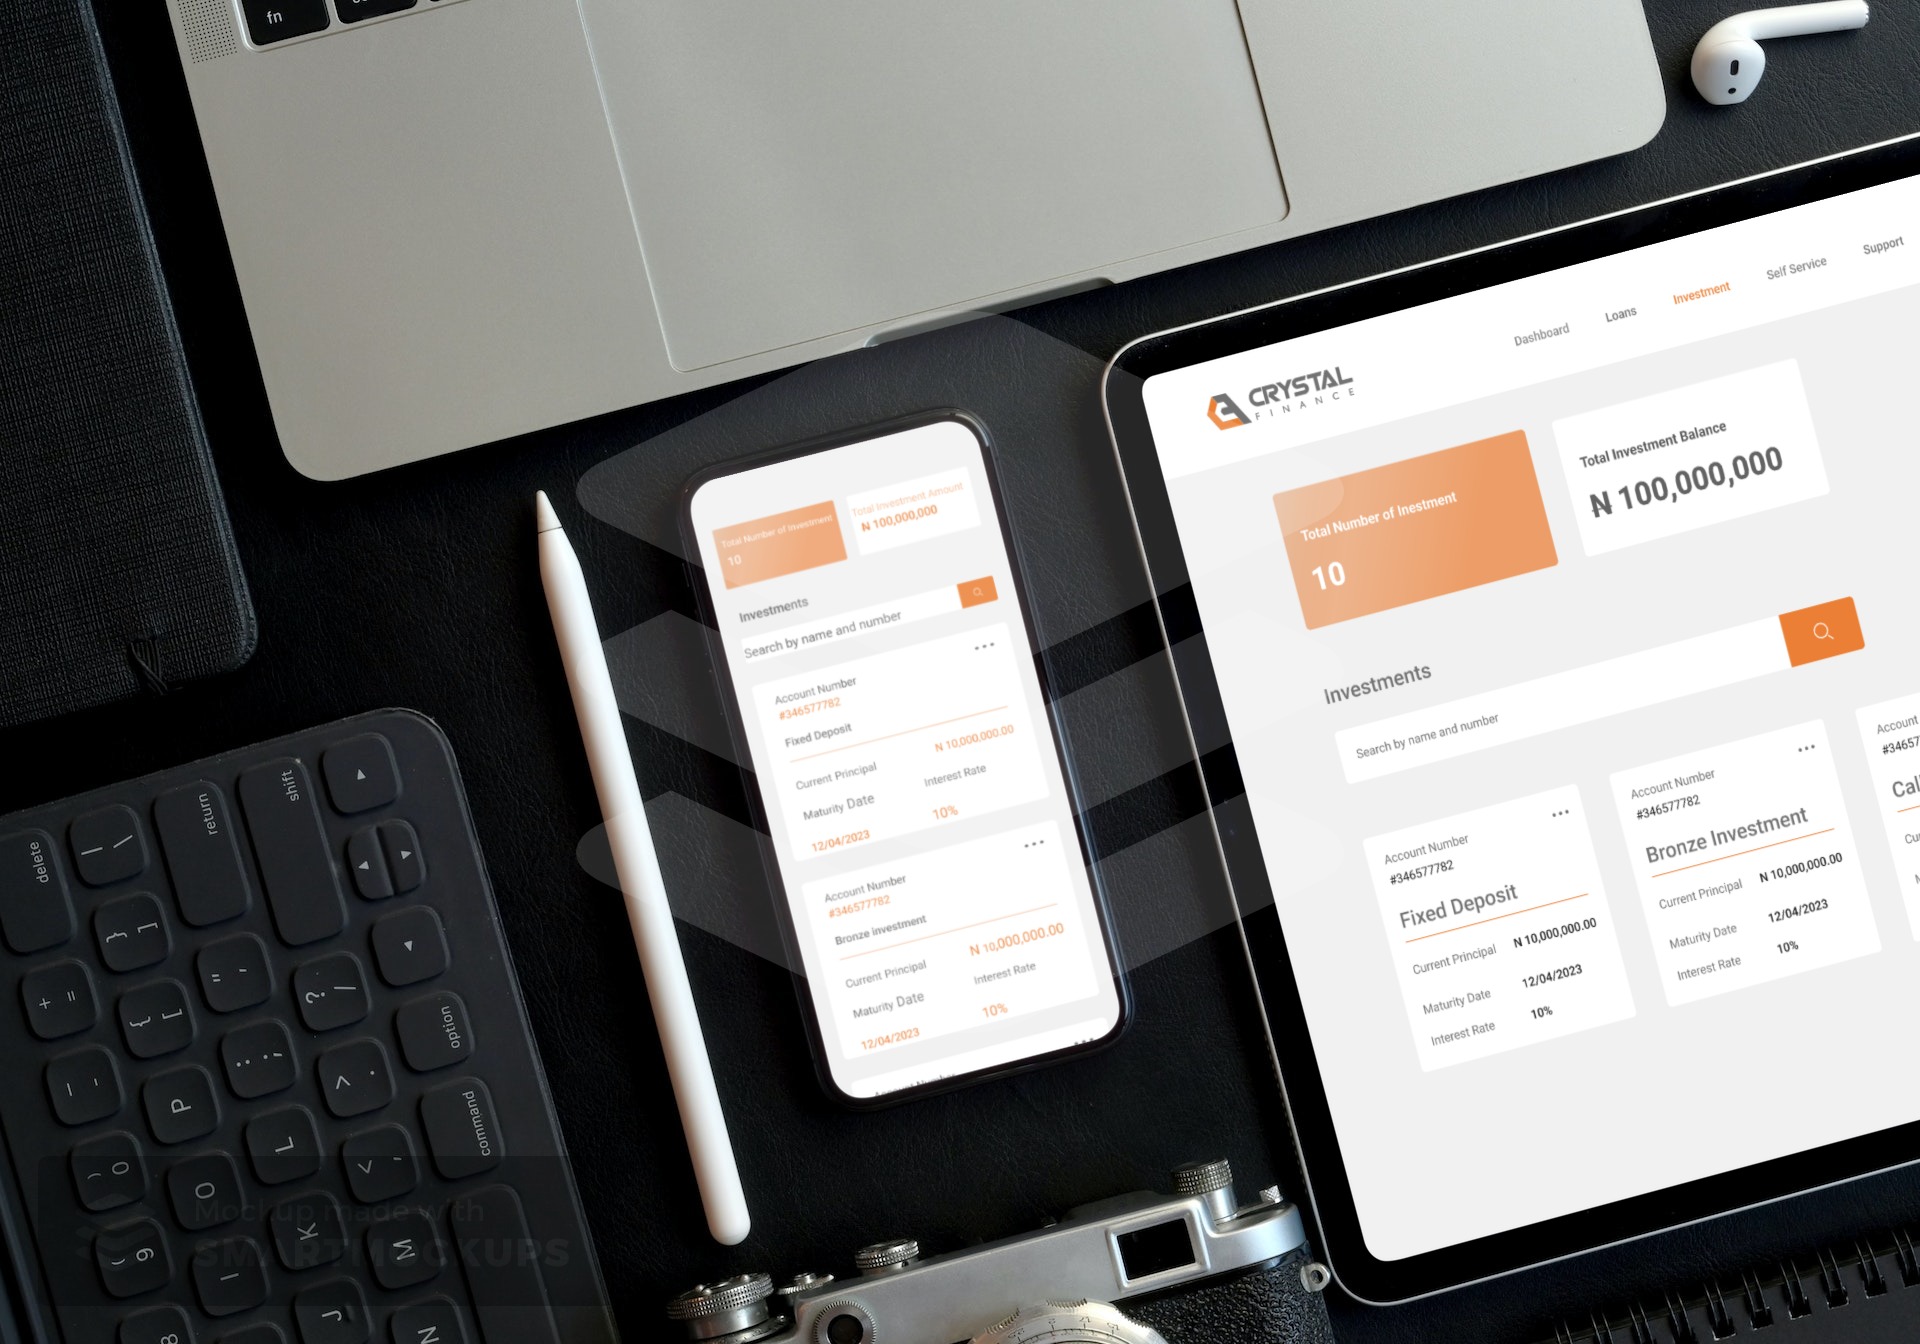 fn
Dashboard
Loans
Investment
Self Service
Support
CRYSTAL
FINANCE
Total Number of Inestment
10
Total Investment Balance
₦ 100,000,000
Investments
Search by name and number
Account Number
#346577782
Fixed Deposit
Current Principal ₦ 10,000,000.00
Maturity Date 12/04/2023
Interest Rate 10%
Account Number
#346577782
Bronze Investment
Current Principal ₦ 10,000,000.00
Maturity Date 12/04/2023
Interest Rate 10%
Account
Total Number of Investment
10
Total Investment Amount
₦ 100,000,000
Investments
Search by name and number
Account Number
#346577782
Fixed Deposit
₦ 10,000,000.00
Current Principal
Interest Rate
Maturity Date
10%
12/04/2023
Account Number
#346577782
Bronze investment
₦ 10,000,000.00
Current Principal
Interest Rate
Maturity Date
10%
12/04/2023
Account Number
delete
return
shift
option
command
P
L
O
K
M
I
J
N
0
9
8
Mockup made with
SMARTMOCKUPS